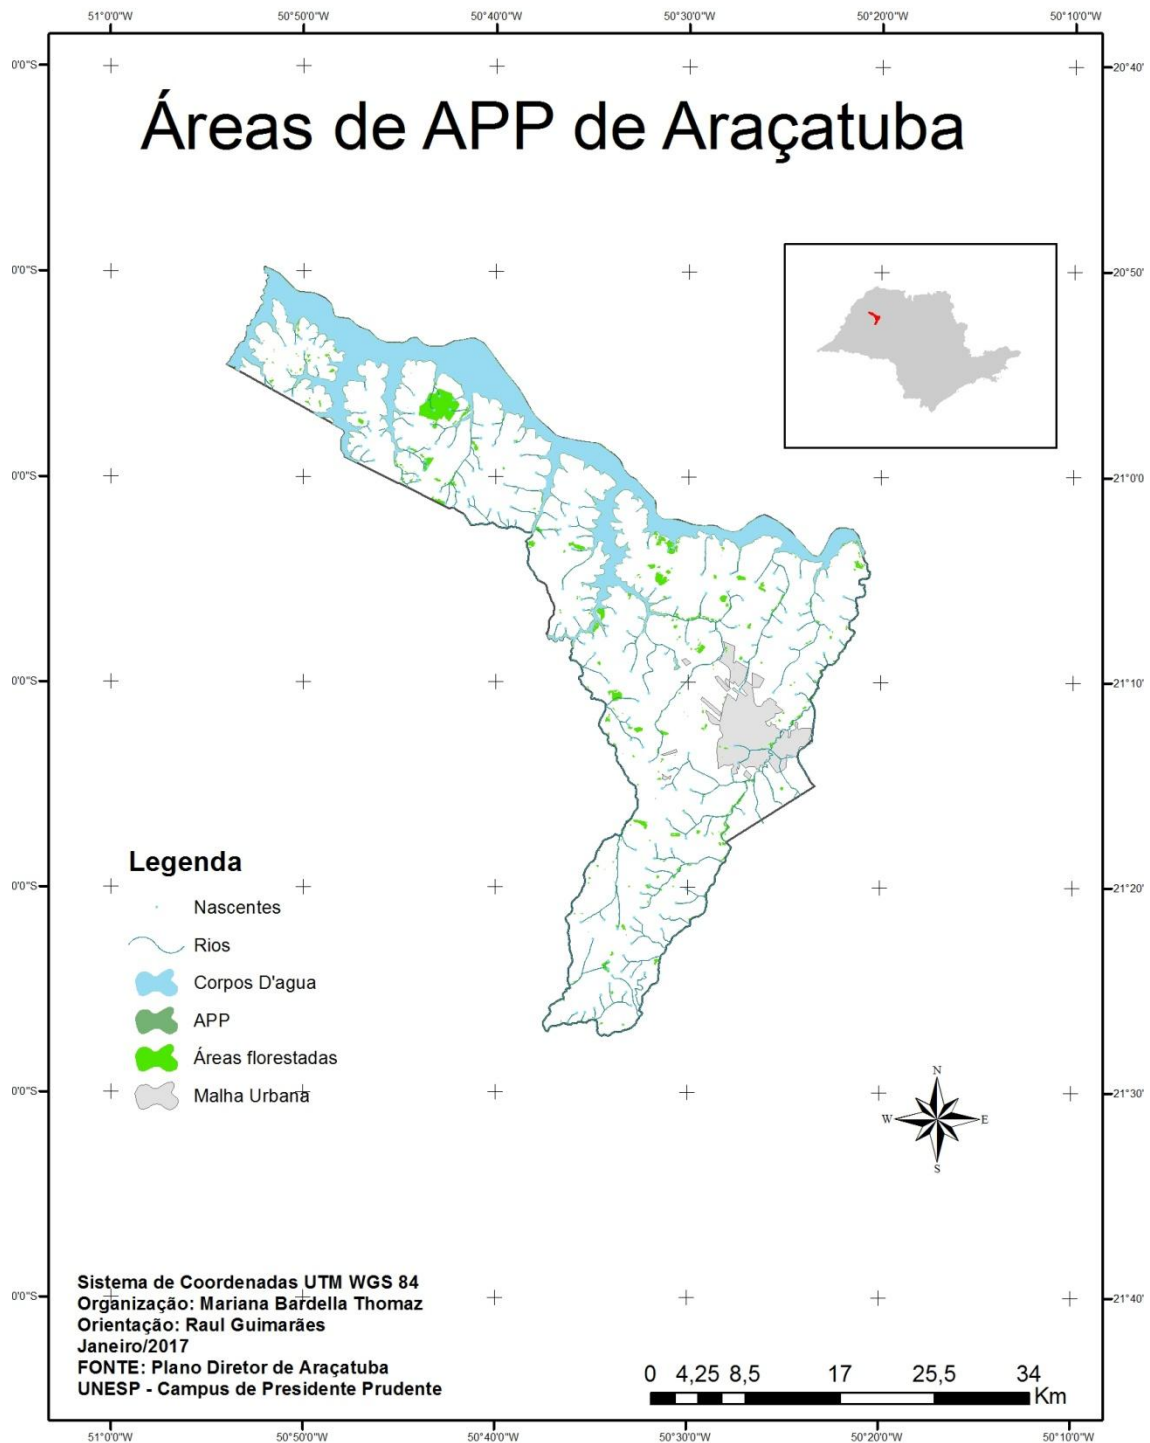 51°0'0"W 50°50'0"W 50°40'0"W 50°30'0"W 50°20'0"W 50°10'0"W
0'0"S 20°40'
Áreas de APP de Araçatuba
0'0"S 20°50'
0'0"S 21°0'0
0'0"S 21°10'
Legenda
0'0"S 21°20'
Nascentes
Rios
Corpos D'agua
APP
Áreas florestadas
Malha Urbana
0'0"S 21°30'
N
W E
S
Sistema de Coordenadas UTM WGS 84
Organização: Mariana Bardella Thomaz
0'0"S 21°40'
Orientação: Raul Guimarães
Janeiro/2017
FONTE: Plano Diretor de Araçatuba
UNESP - Campus de Presidente Prudente
0 4,25 8,5 17 25,5 34
Km
51°0'0"W 50°50'0"W 50°40'0"W 50°30'0"W 50°20'0"W 50°10'0"W